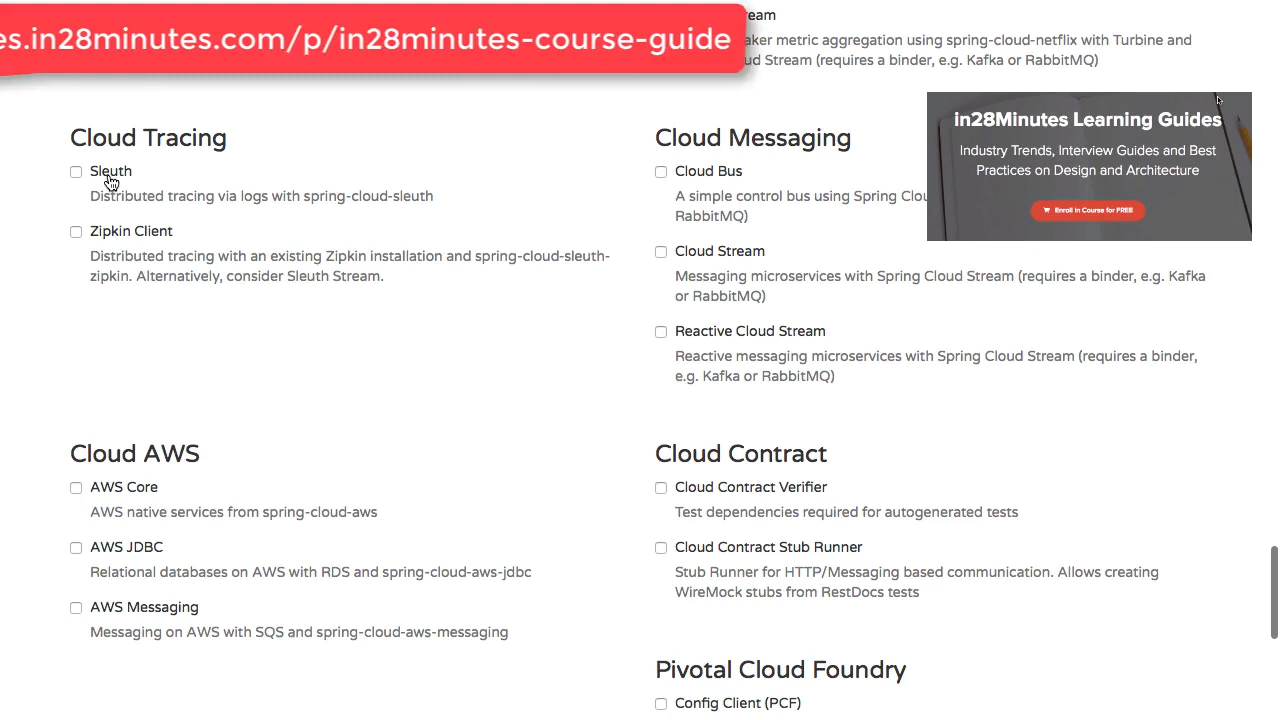 es.in28minutes.com/p/in28minutes-course-guide
eam
aker metric aggregation using spring-cloud-netflix with Turbine and
ud Stream (requires a binder, e.g. Kafka or RabbitMQ)
Cloud Tracing
Sleuth
Distributed tracing via logs with spring-cloud-sleuth
Zipkin Client
Distributed tracing with an existing Zipkin installation and spring-cloud-sleuth-
zipkin. Alternatively, consider Sleuth Stream.
Cloud Messaging
Cloud Bus
A simple control bus using Spring Clou
RabbitMQ)
Cloud Stream
Messaging microservices with Spring Cloud Stream (requires a binder, e.g. Kafka
or RabbitMQ)
Reactive Cloud Stream
Reactive messaging microservices with Spring Cloud Stream (requires a binder,
e.g. Kafka or RabbitMQ)
in28Minutes Learning Guides
Industry Trends, Interview Guides and Best
Practices on Design and Architecture
Enroll in Course for FREE
Cloud AWS
AWS Core
AWS native services from spring-cloud-aws
AWS JDBC
Relational databases on AWS with RDS and spring-cloud-aws-jdbc
AWS Messaging
Messaging on AWS with SQS and spring-cloud-aws-messaging
Cloud Contract
Cloud Contract Verifier
Test dependencies required for autogenerated tests
Cloud Contract Stub Runner
Stub Runner for HTTP/Messaging based communication. Allows creating
WireMock stubs from RestDocs tests
Pivotal Cloud Foundry
Config Client (PCF)